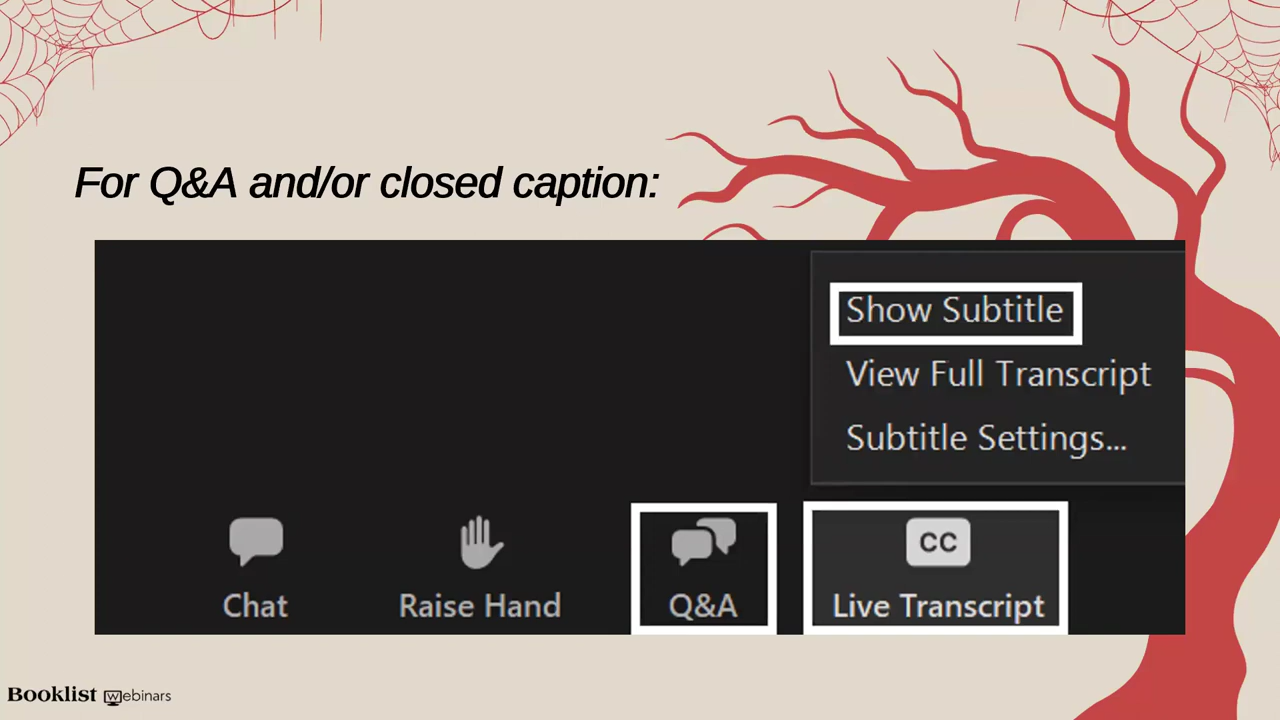 For Q&A and/or closed caption:
Show Subtitle
View Full Transcript
Subtitle Settings...
Chat
Raise Hand
Q&A
CC
Live Transcript
Booklist Webinars